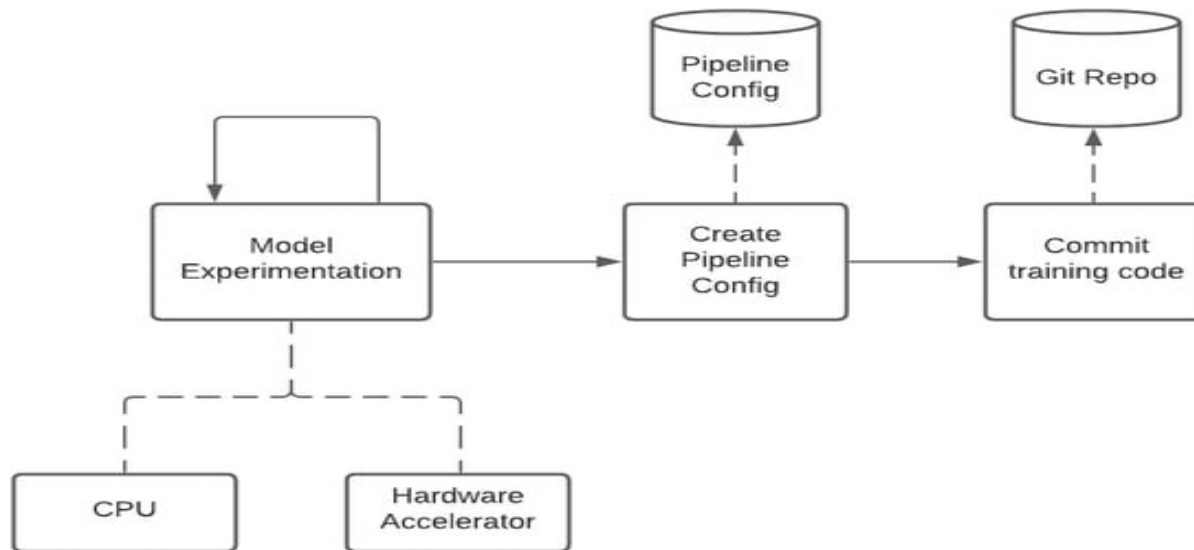 Pipeline
Config
Git Repo
Model
Experimentation
Create
Pipeline
Config
Commit
training code
CPU
Hardware
Accelerator